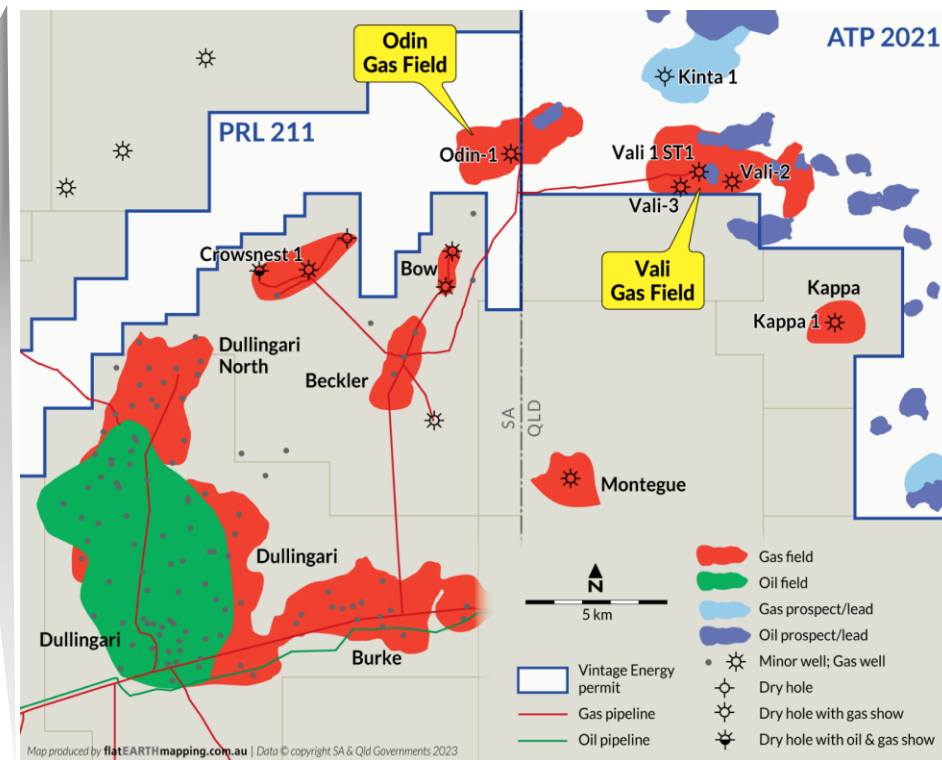 Odin
Gas Field
ATP 2021
Kinta 1
PRL 211
Odin-1
Vali 1 ST1
Vali-2
Vali-3
Crowsnest 1
Bow
Vali
Gas Field
Kappa
Kappa 1
Dullingari
North
Beckler
SA
QLD
Montegue
Dullingari
Dullingari
Burke
N
5 km
Gas field
Oil field
Gas prospect/lead
Oil prospect/lead
Minor well; Gas well
Dry hole
Dry hole with gas show
Dry hole with oil & gas show
Vintage Energy
permit
Gas pipeline
Oil pipeline
Map produced by flatEARTHmapping.com.au | Data © copyright SA & Qld Governments 2023